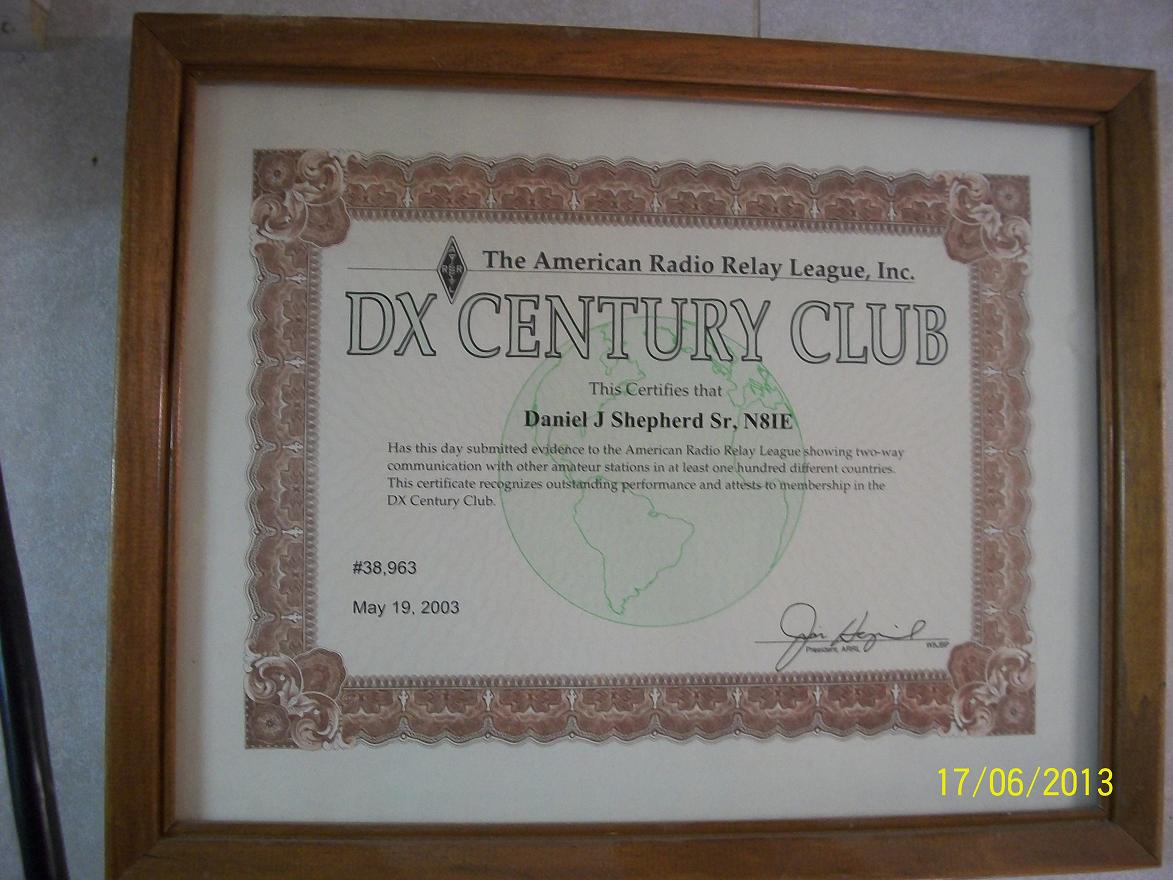 The American Radio Relay League, Inc.
DX CENTURY CLUB
This Certifies that
Daniel J Shepherd Sr, N8IE
Has this day submitted evidence to the American Radio Relay League showing two-way
communication with other amateur stations in at least one hundred different countries.
This certificate recognizes outstanding performance and attests to membership in the
DX Century Club.
#38,963
May 19, 2003
President, ARRL
17/06/2013